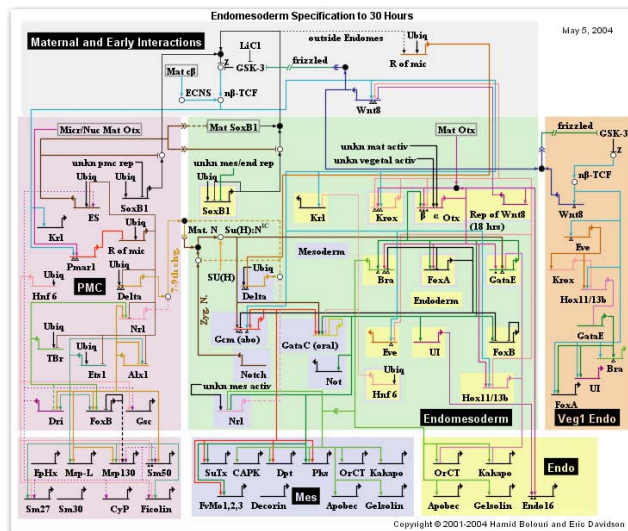 Endomesoderm Specification to 30 Hours
May 5, 2004
Maternal and Early Interactions
LiCl
Ubiq
outside Endomes
R of mic
frizzled
GSK-3
χ
Mat cβ
ECNS
nβ-TCF
Wnt8
Micr/Nuc Mat Otx
Mat SoxB1
Mat Otx
frizzled
GSK-3
χ
unkn pmc rep
unkn mes/end rep
unkn mat activ
unkn vegetal activ
Ubiq
Ubiq
Ubiq
nβ-TCF
ES
SoxB1
SoxB1
Krl
Krox
β α Otx
Rep of Wnt8
(18 hrs)
Wnt8
Krl
Ubiq
R of mic
Pmar1
7-9th chg.
Mat. N
Su(H):N
IC
Eve
PMC
Mesoderm
Krox
Hox11/13b
Hnf 6
Ubiq
Ubiq
Delta
SU(H)
Ubiq
Delta
Bra
FoxA
GataE
Nrl
Zyg. N.
Endoderm
Gcm (abo)
GataC (oral)
GataE
Ubiq
TBr
Ubiq
Ets1
Alx1
Notch
Not
Eve
UI
FoxB
Bra
UI
FoxA
unkn mes activ
Ubiq
Hnf 6
Hox11/13b
Dri
FoxB
Gsc
Nrl
Endomesoderm
Veg1 Endo
EpHx
Msp-L
Msp130
Sm50
SuTx
CAPK
Dpt
Pks
OrCT
Kakapo
OrCT
Kakapo
Endo
Mes
Sm27
Sm30
CyP
Ficolin
FvMo1,2,3
Decorin
Apobec
Gelsolin
Apobec
Gelsolin
Endo16
Copyright © 2001-2004 Hamid Bolouri and Eric Davidson